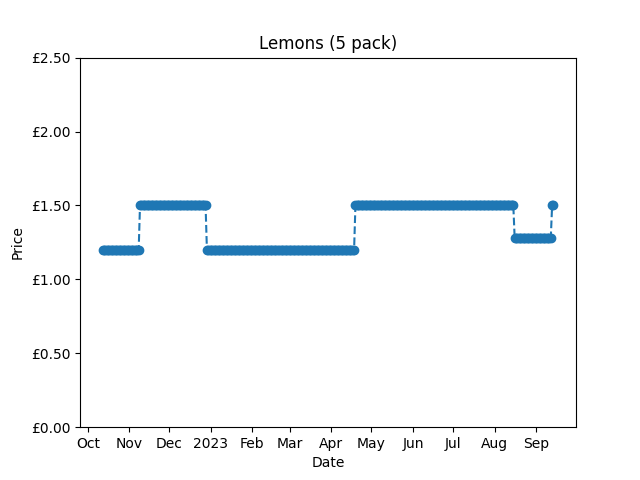 Lemons (5 pack)
£2.50
£2.00
£1.50
£1.00
£0.50
£0.00
Price
Oct Nov Dec 2023 Feb Mar Apr May Jun Jul Aug Sep
Date